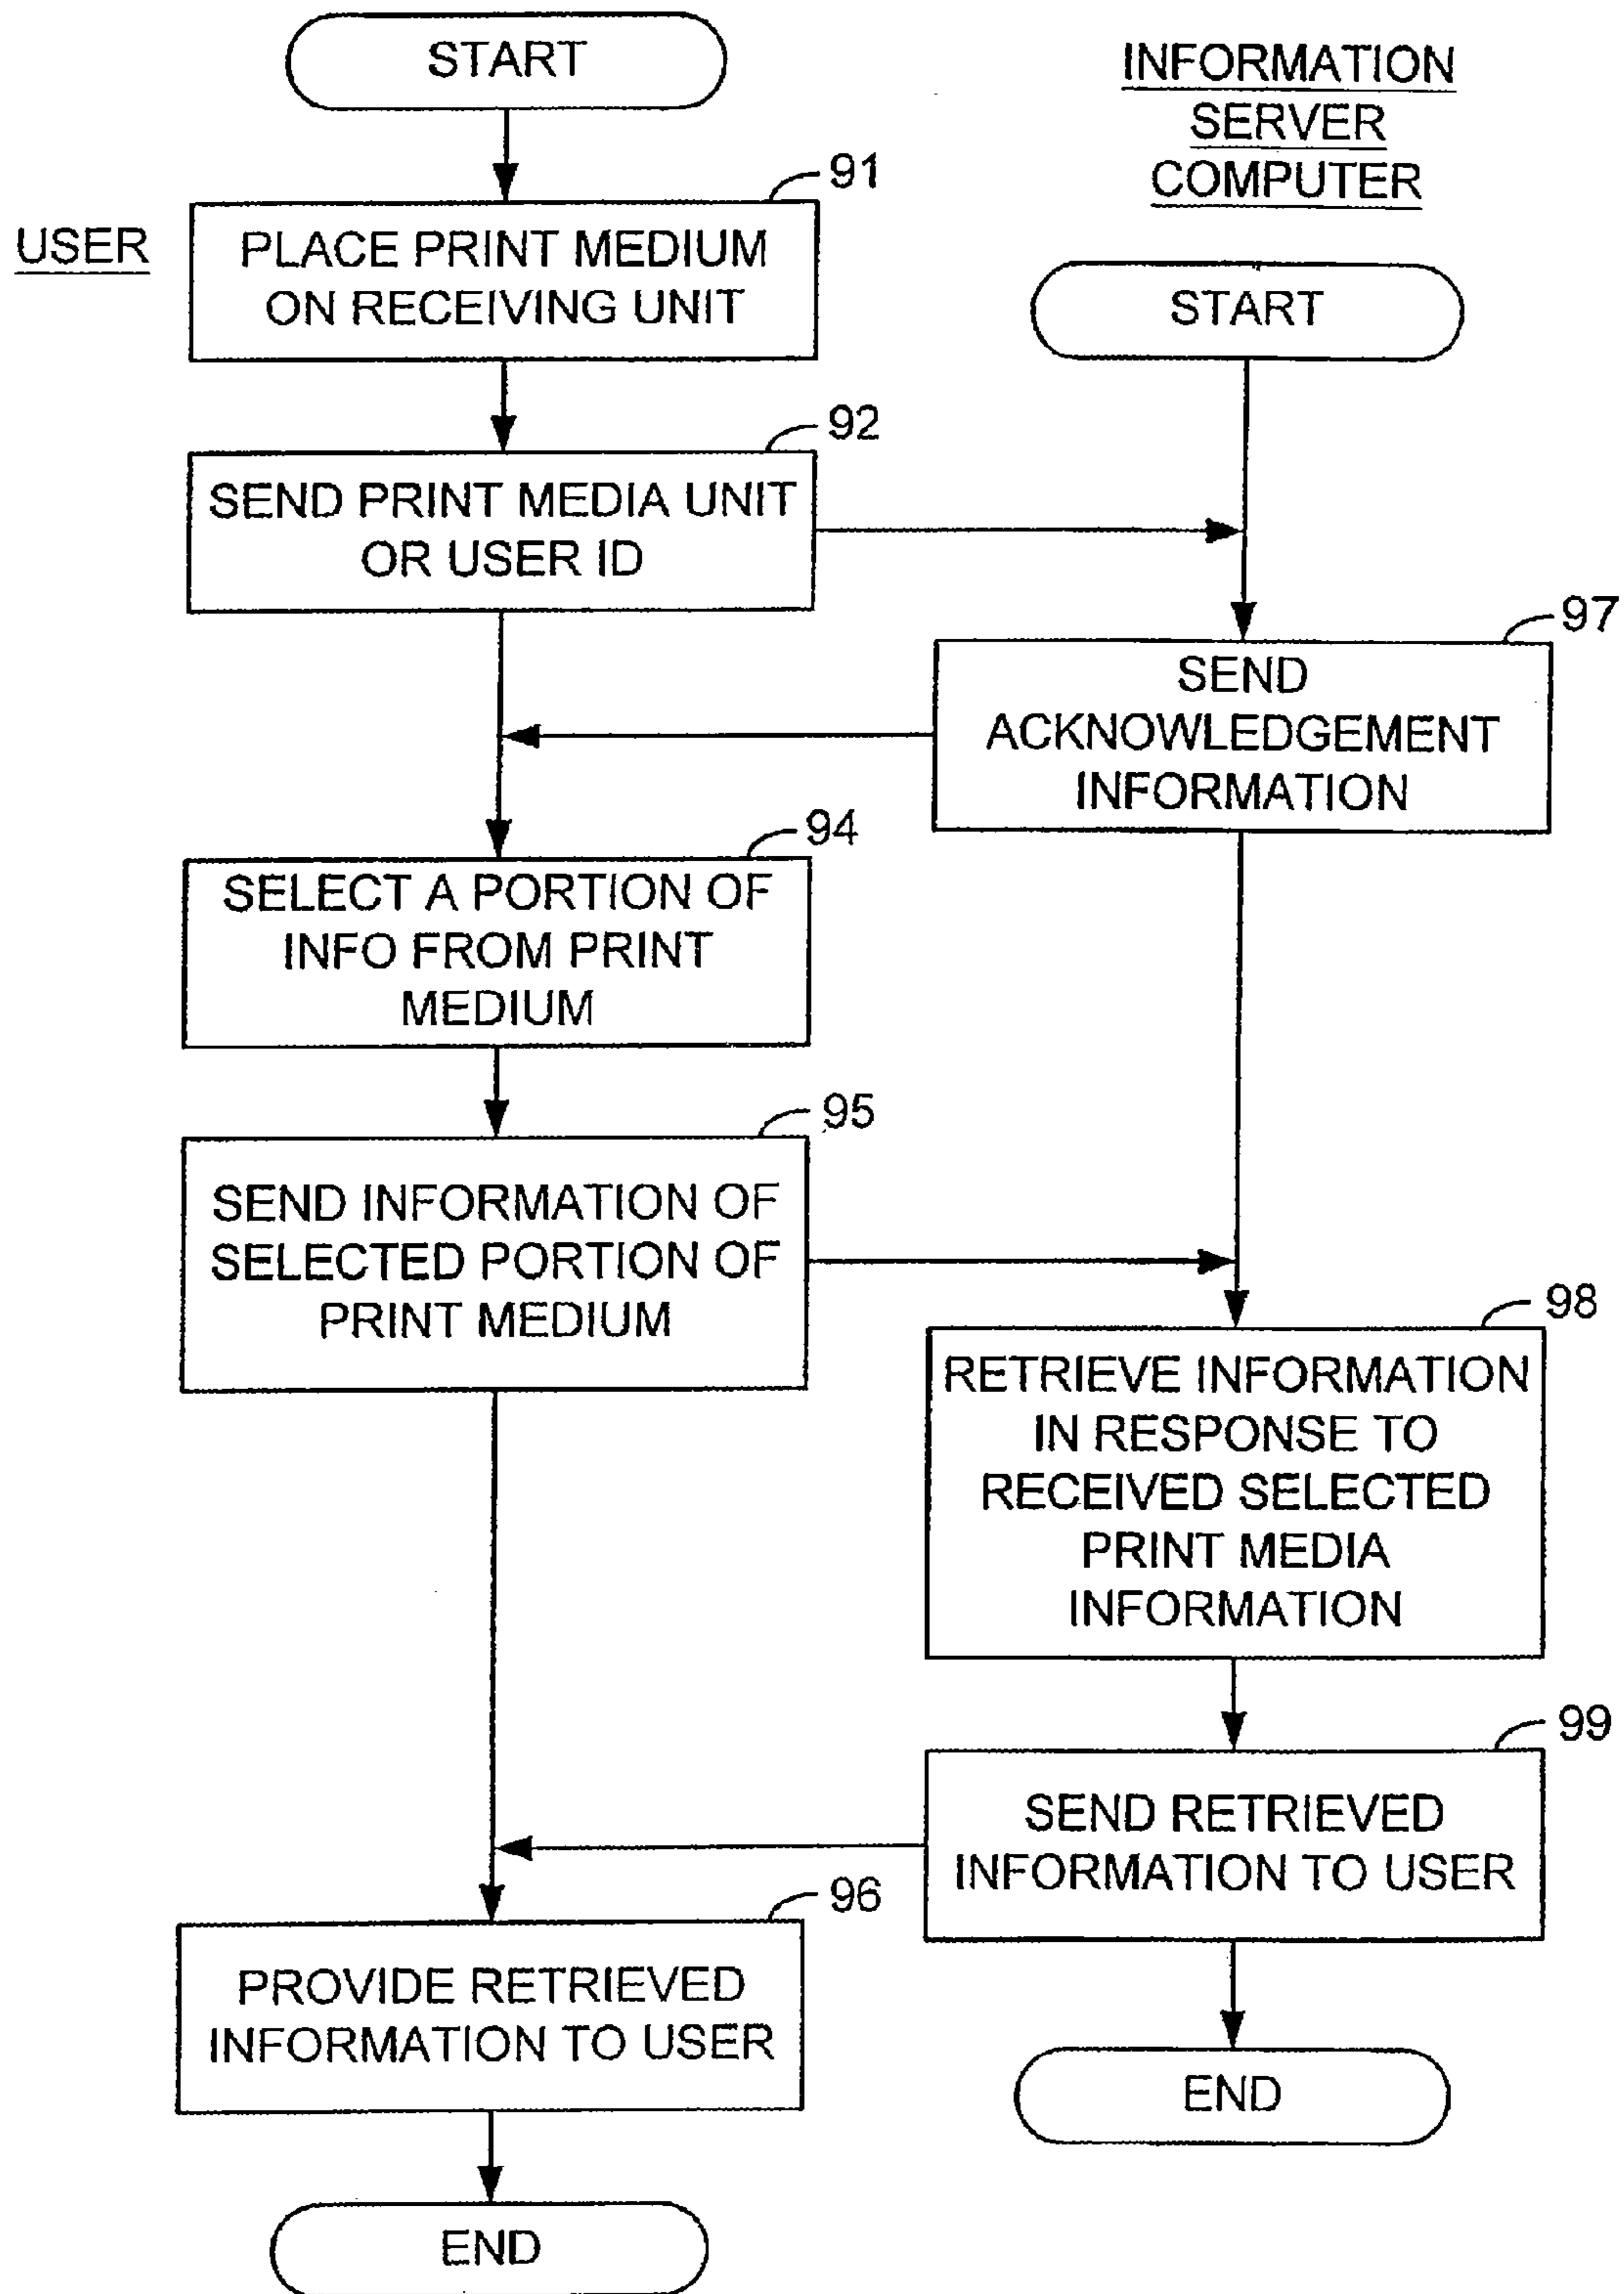 START
INFORMATION
SERVER
COMPUTER
91
USER
PLACE PRINT MEDIUM
ON RECEIVING UNIT
START
92
SEND PRINT MEDIA UNIT
OR USER ID
97
SEND
ACKNOWLEDGEMENT
INFORMATION
94
SELECT A PORTION OF
INFO FROM PRINT
MEDIUM
95
SEND INFORMATION OF
SELECTED PORTION OF
PRINT MEDIUM
98
RETRIEVE INFORMATION
IN RESPONSE TO
RECEIVED SELECTED
PRINT MEDIA
INFORMATION
99
SEND RETRIEVED
INFORMATION TO USER
96
PROVIDE RETRIEVED
INFORMATION TO USER
END
END